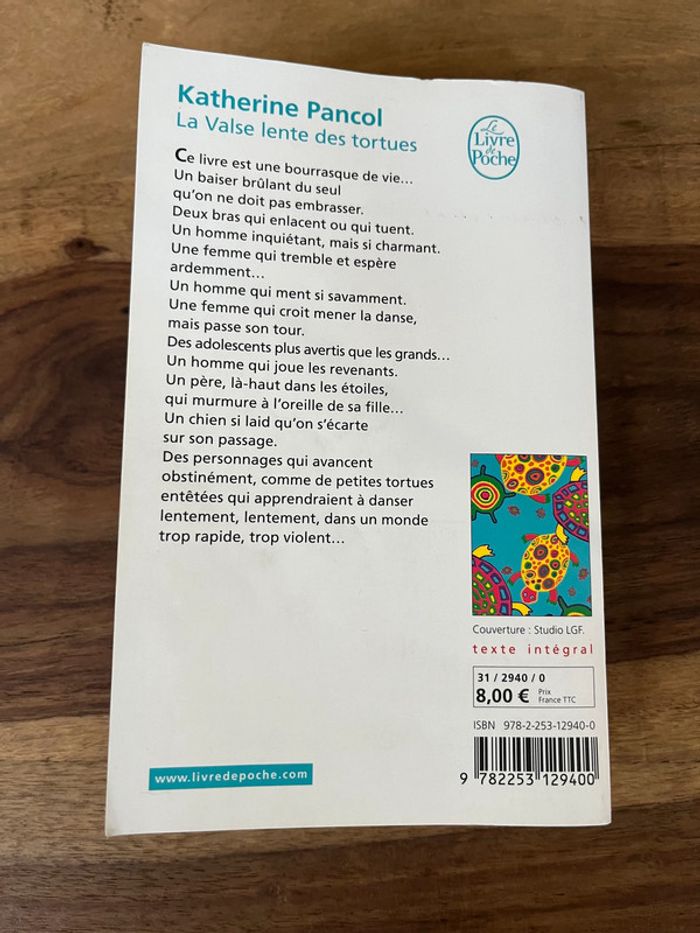 Katherine Pancol
La Valse lente des tortues
Le
Livre
de
Poche
Ce livre est une bourrasque de vie…
Un baiser brûlant du seul
qu'on ne doit pas embrasser.
Deux bras qui enlacent ou qui tuent.
Un homme inquiétant, mais si charmant.
Une femme qui tremble et espère
ardemment…
Un homme qui ment si savamment.
Une femme qui croit mener la danse,
mais passe son tour.
Des adolescents plus avertis que les grands…
Un homme qui joue les revenants.
Un père, là-haut dans les étoiles,
qui murmure à l'oreille de sa fille…
Un chien si laid qu'on s'écarte
sur son passage.
Des personnages qui avancent
obstinément, comme de petites tortues
entêtées qui apprendraient à danser
lentement, lentement, dans un monde
trop rapide, trop violent…
Couverture : Studio LGF.
texte intégral
31 / 2940 / 0
8,00 € Prix
France TTC
ISBN 978-2-253-12940-0
9 782253 129400
www.livredepoche.com